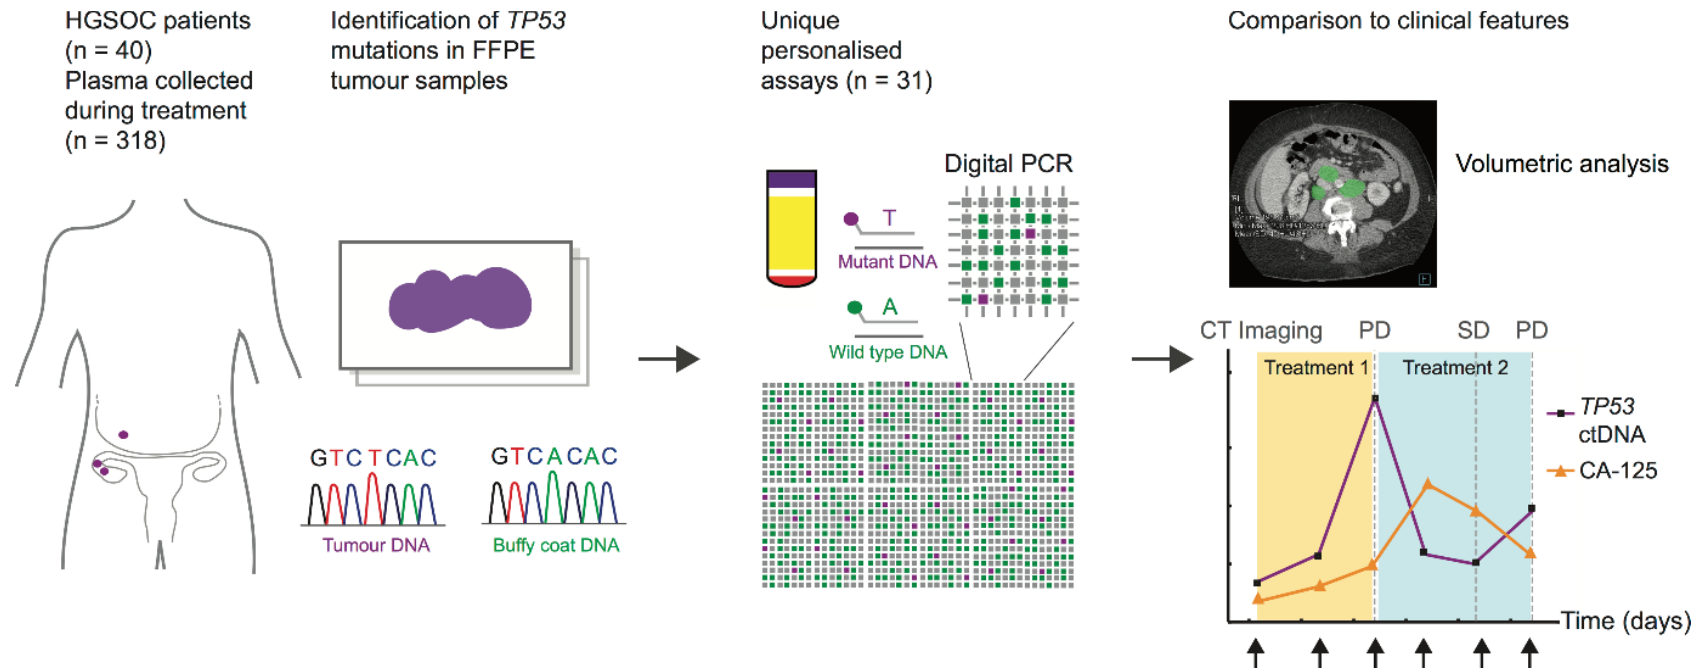 HGSOC patients
(n = 40)
Plasma collected
during treatment
(n = 318)
Identification of TP53
mutations in FFPE
tumour samples
GTCTCAC
Tumour DNA
GTCACAC
Buffy coat DNA
Unique
personalised
assays (n = 31)
Digital PCR
T
Mutant DNA
A
Wild type DNA
Comparison to clinical features
Volumetric analysis
CT Imaging PD SD PD
Treatment 1 Treatment 2
TP53
ctDNA
CA-125
Time (days)